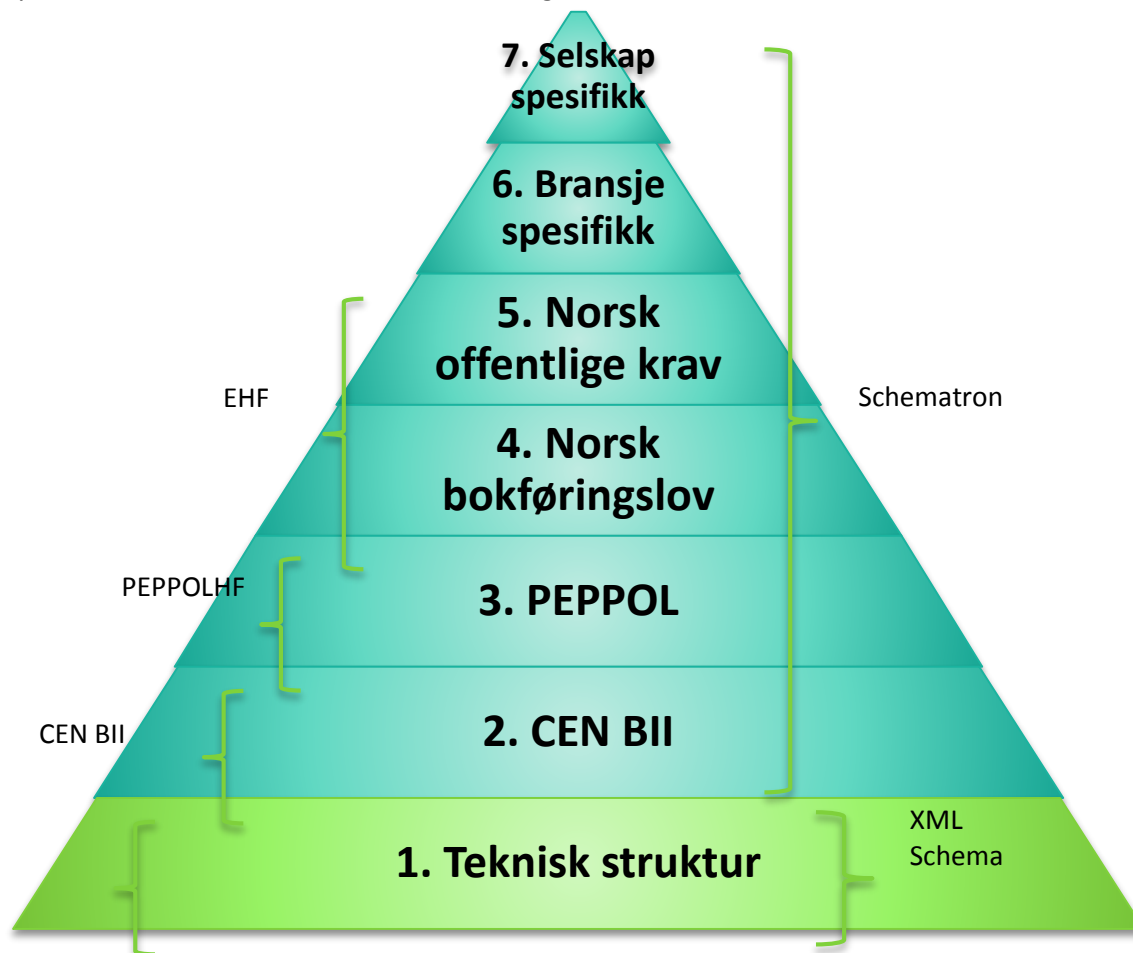 7. Selskap
spesifikk
6. Bransje
spesifikk
5. Norsk
offentlige krav
EHF
Schematron
4. Norsk
bokføringslov
PEPPOLHF
3. PEPPOL
CEN BII
2. CEN BII
XML
Schema
1. Teknisk struktur